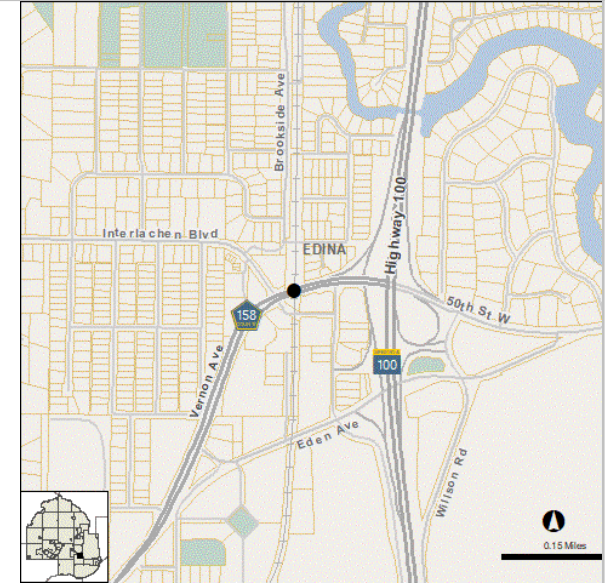 Brookside Ave
Interlachen Blvd
EDINA
Highway 100
50th St W
158
Vernon Ave
100
Eden Ave
Willson Rd
0.15 Miles